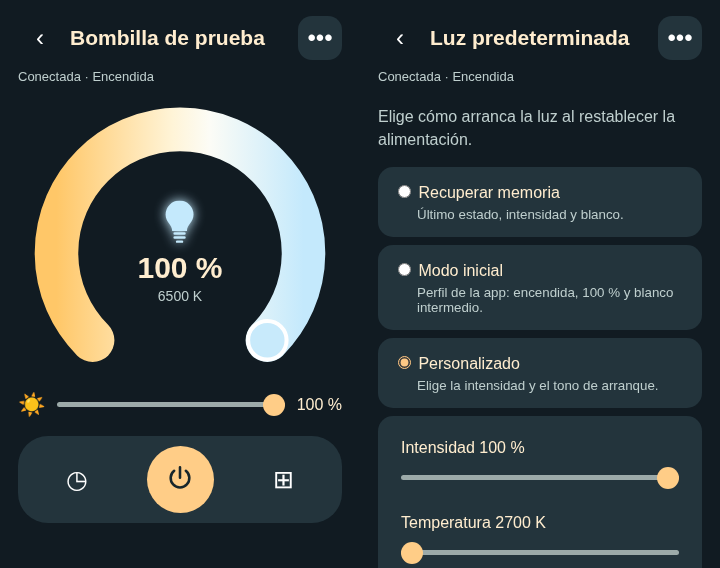 Bombilla de prueba
Conectada · Encendida
100 %
6500 K
100 %
Luz predeterminada
Conectada · Encendida
Elige cómo arranca la luz al restablecer la
alimentación.
Recuperar memoria
Último estado, intensidad y blanco.
Modo inicial
Perfil de la app: encendida, 100 % y blanco
intermedio.
Personalizado
Elige la intensidad y el tono de arranque.
Intensidad 100 %
Temperatura 2700 K